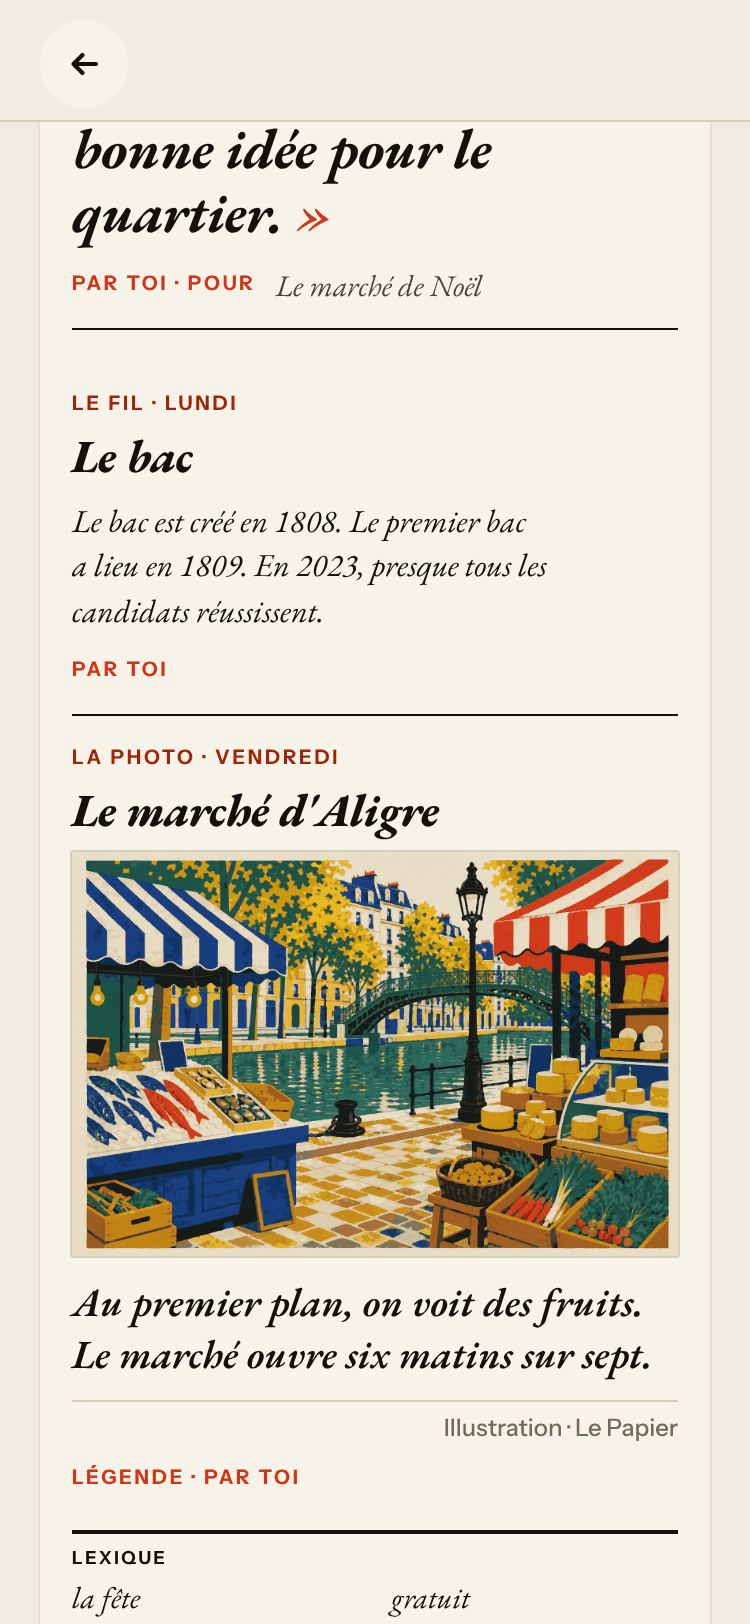 bonne idée pour le
quartier. »
PAR TOI · POUR Le marché de Noël
LE FIL · LUNDI
Le bac
Le bac est créé en 1808. Le premier bac
a lieu en 1809. En 2023, presque tous les
candidats réussissent.
PAR TOI
LA PHOTO · VENDREDI
Le marché d'Aligre
Au premier plan, on voit des fruits.
Le marché ouvre six matins sur sept.
Illustration · Le Papier
LÉGENDE · PAR TOI
LEXIQUE
la fête gratuit